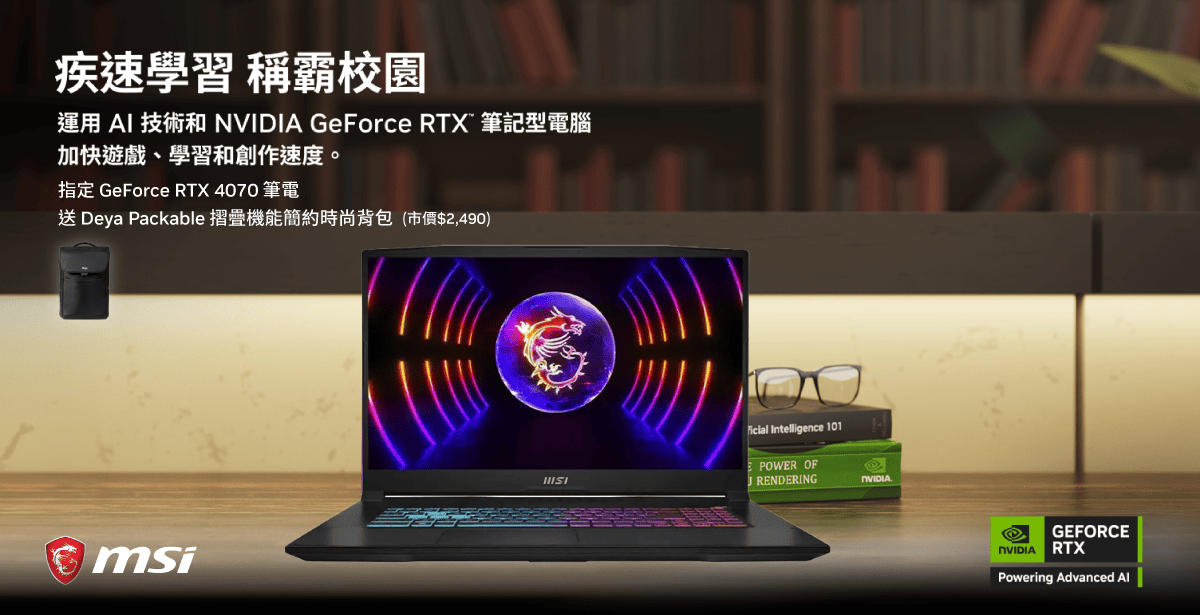 疾速學習 稱霸校園
運用 AI 技術和 NVIDIA GeForce RTX™ 筆記型電腦
加快遊戲、學習和創作速度。
指定 GeForce RTX 4070 筆電
送 Deya Packable 摺疊機能簡約時尚背包 (市價$2,490)
ficial Intelligence 101
POWER OF
RENDERING
NVIDIA.
msi
msi
NVIDIA
GEFORCE
RTX
Powering Advanced AI